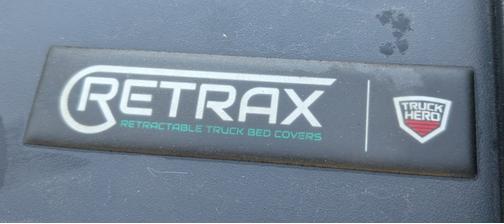 RETRAX
RETRACTABLE TRUCK BED COVERS
TRUCK
HERO